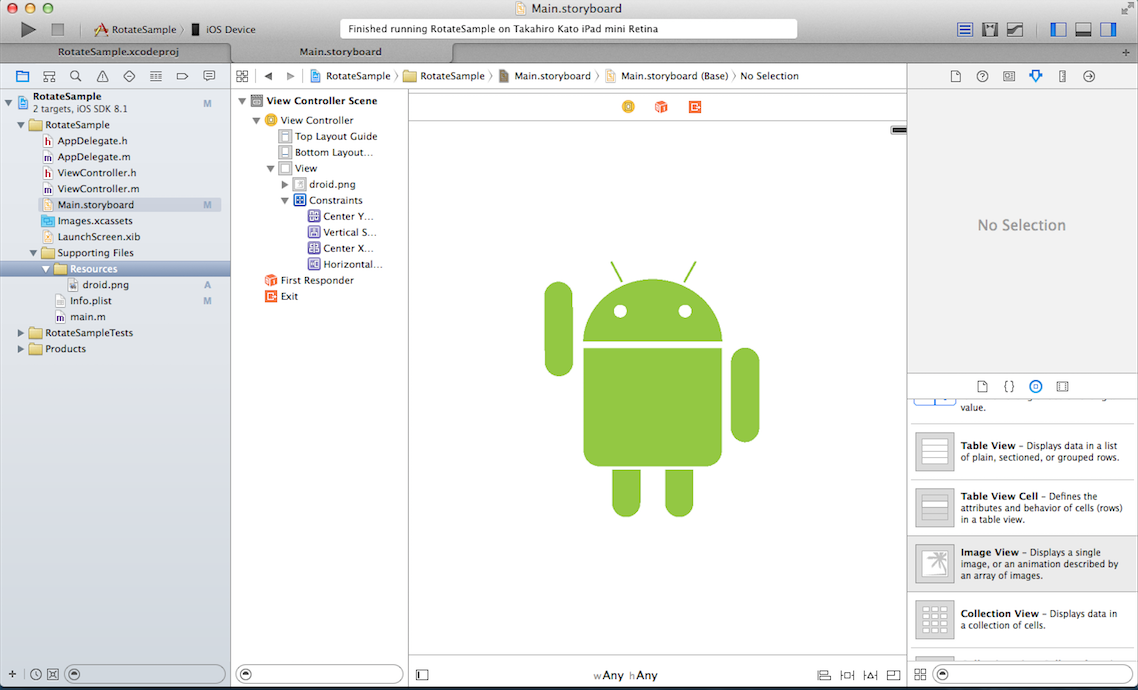 Main.storyboard
RotateSample
iOS Device
Finished running RotateSample on Takahiro Kato iPad mini Retina
RotateSample.xcodeproj
Main.storyboard
RotateSample
RotateSample
Main.storyboard
Main.storyboard (Base)
No Selection
RotateSample
2 targets, iOS SDK 8.1
M
RotateSample
AppDelegate.h
AppDelegate.m
ViewController.h
ViewController.m
Main.storyboard
M
Images.xcassets
LaunchScreen.xib
Supporting Files
Resources
droid.png
A
Info.plist
M
main.m
RotateSampleTests
Products
View Controller Scene
View Controller
Top Layout Guide
Bottom Layout...
View
droid.png
Constraints
Center Y...
Vertical S...
Center X...
Horizontal...
First Responder
Exit
wAny hAny
No Selection
value.
Table View - Displays data in a list
of plain, sectioned, or grouped rows.
Table View Cell - Defines the
attributes and behavior of cells (rows)
in a table view.
Image View - Displays a single
image, or an animation described by
an array of images.
Collection View - Displays data in
a collection of cells.